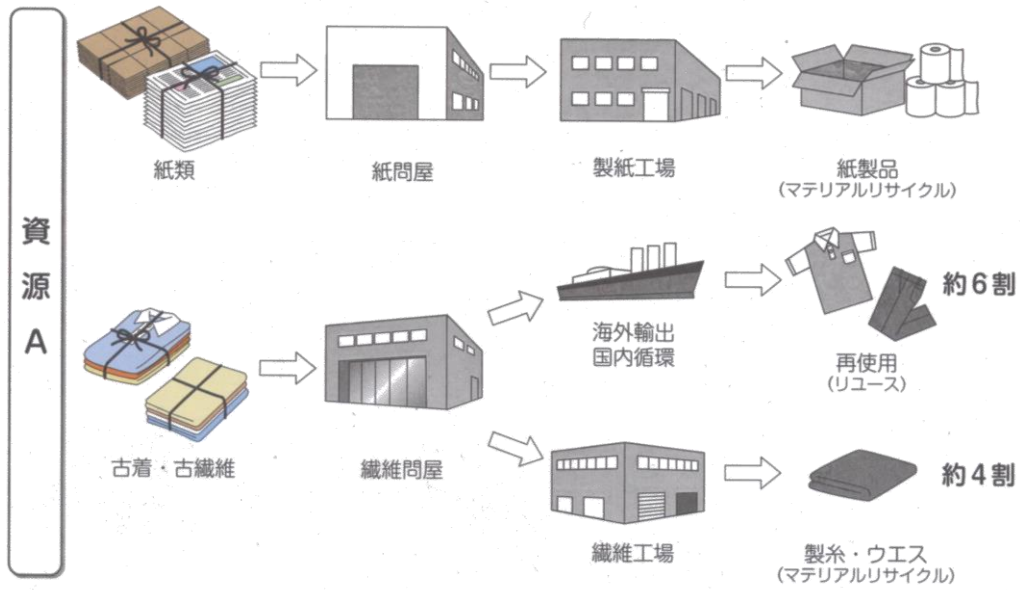 資源A
紙類
紙問屋
製紙工場
紙製品
(マテリアルリサイクル)
海外輸出
国内循環
再使用
(リユース)
約6割
古着・古繊維
繊維問屋
繊維工場
製糸・ウエス
(マテリアルリサイクル)
約4割